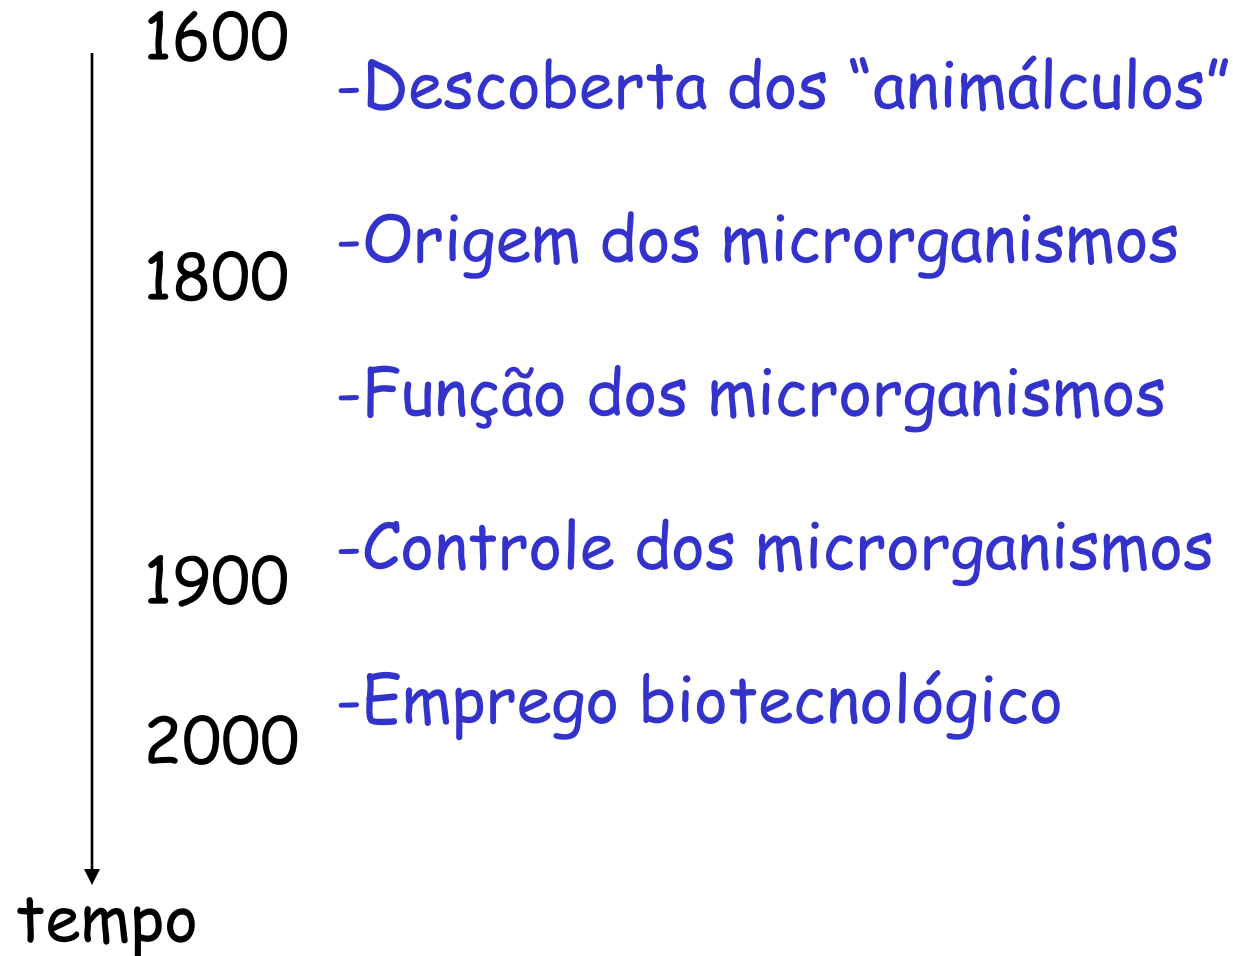 1600
-Descoberta dos “animálculos”
-Origem dos microrganismos
1800
-Função dos microrganismos
-Controle dos microrganismos
1900
-Emprego biotecnológico
2000
tempo